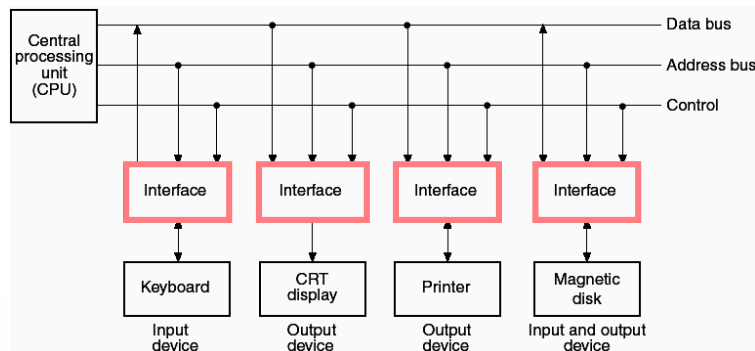 Central
processing
unit
(CPU)
Data bus
Address bus
Control
Interface
Interface
Interface
Interface
Keyboard
CRT
display
Printer
Magnetic
disk
Input
device
Output
device
Output
device
Input and output
device